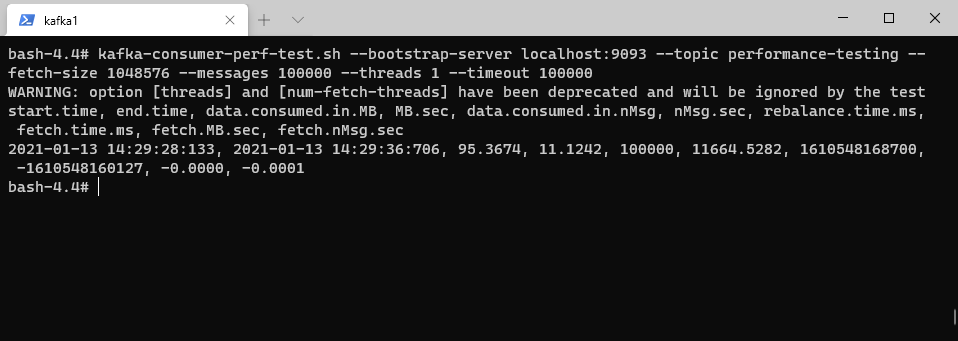 kafka1
bash-4.4# kafka-consumer-perf-test.sh --bootstrap-server localhost:9093 --topic performance-testing --
fetch-size 1048576 --messages 100000 --threads 1 --timeout 100000
WARNING: option [threads] and [num-fetch-threads] have been deprecated and will be ignored by the test
start.time, end.time, data.consumed.in.MB, MB.sec, data.consumed.in.nMsg, nMsg.sec, rebalance.time.ms,
 fetch.time.ms, fetch.MB.sec, fetch.nMsg.sec
2021-01-13 14:29:28:133, 2021-01-13 14:29:36:706, 95.3674, 11.1242, 100000, 11664.5282, 1610548168700,
 -1610548160127, -0.0000, -0.0001
bash-4.4#